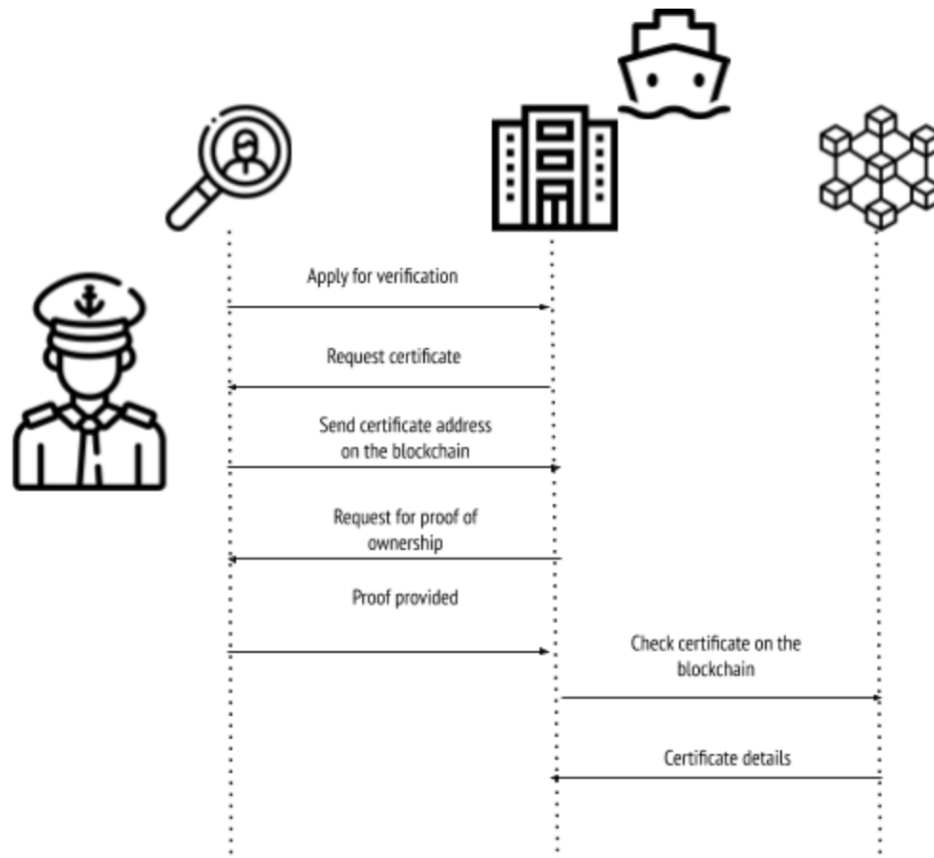 Apply for verification
Request certificate
Send certificate address
on the blockchain
Request for proof of
ownership
Proof provided
Check certificate on the
blockchain
Certificate details